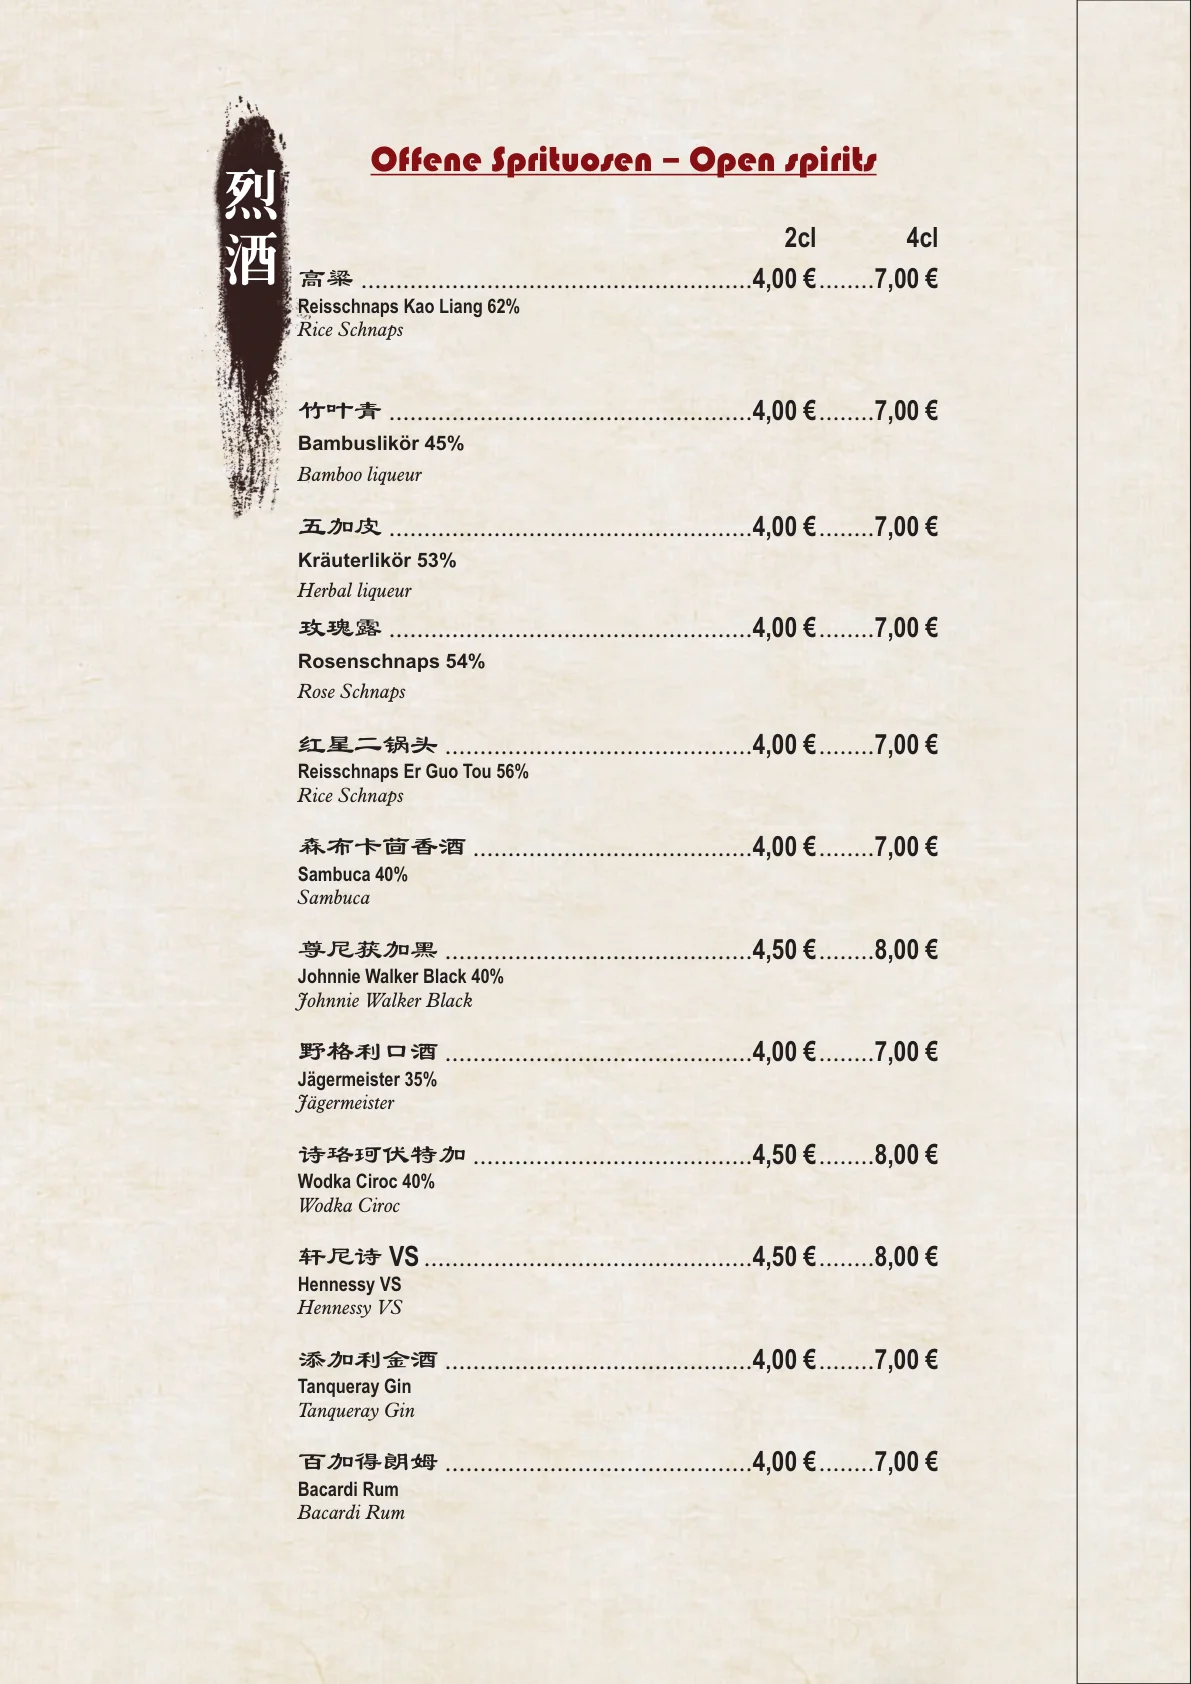 烈酒
Offene Sprituosen – Open spirits
2cl 4cl
高粱 ........................................................4,00 €........7,00 €
Reisschnaps Kao Liang 62%
Rice Schnaps
竹叶青 ....................................................4,00 €........7,00 €
Bambuslikör 45%
Bamboo liqueur
五加皮 ....................................................4,00 €........7,00 €
Kräuterlikör 53%
Herbal liqueur
玫瑰露 ....................................................4,00 €........7,00 €
Rosenschnaps 54%
Rose Schnaps
红星二锅头 ............................................4,00 €........7,00 €
Reisschnaps Er Guo Tou 56%
Rice Schnaps
森布卡茴香酒 ........................................4,00 €........7,00 €
Sambuca 40%
Sambuca
尊尼获加黑 ............................................4,50 €........8,00 €
Johnnie Walker Black 40%
Johnnie Walker Black
野格利口酒 ............................................4,00 €........7,00 €
Jägermeister 35%
Jägermeister
诗珞珂伏特加 ........................................4,50 €........8,00 €
Wodka Ciroc 40%
Wodka Ciroc
轩尼诗 VS...............................................4,50 €........8,00 €
Hennessy VS
Hennessy VS
添加利金酒 ............................................4,00 €........7,00 €
Tanqueray Gin
Tanqueray Gin
百加得朗姆 ............................................4,00 €........7,00 €
Bacardi Rum
Bacardi Rum